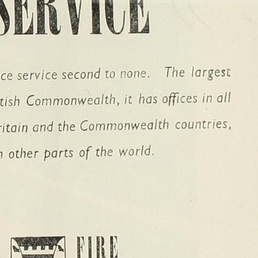 SERVICE
ce service second to none. The largest
tish Commonwealth, it has offices in all
ritain and the Commonwealth countries,
n other parts of the world.
FIRE